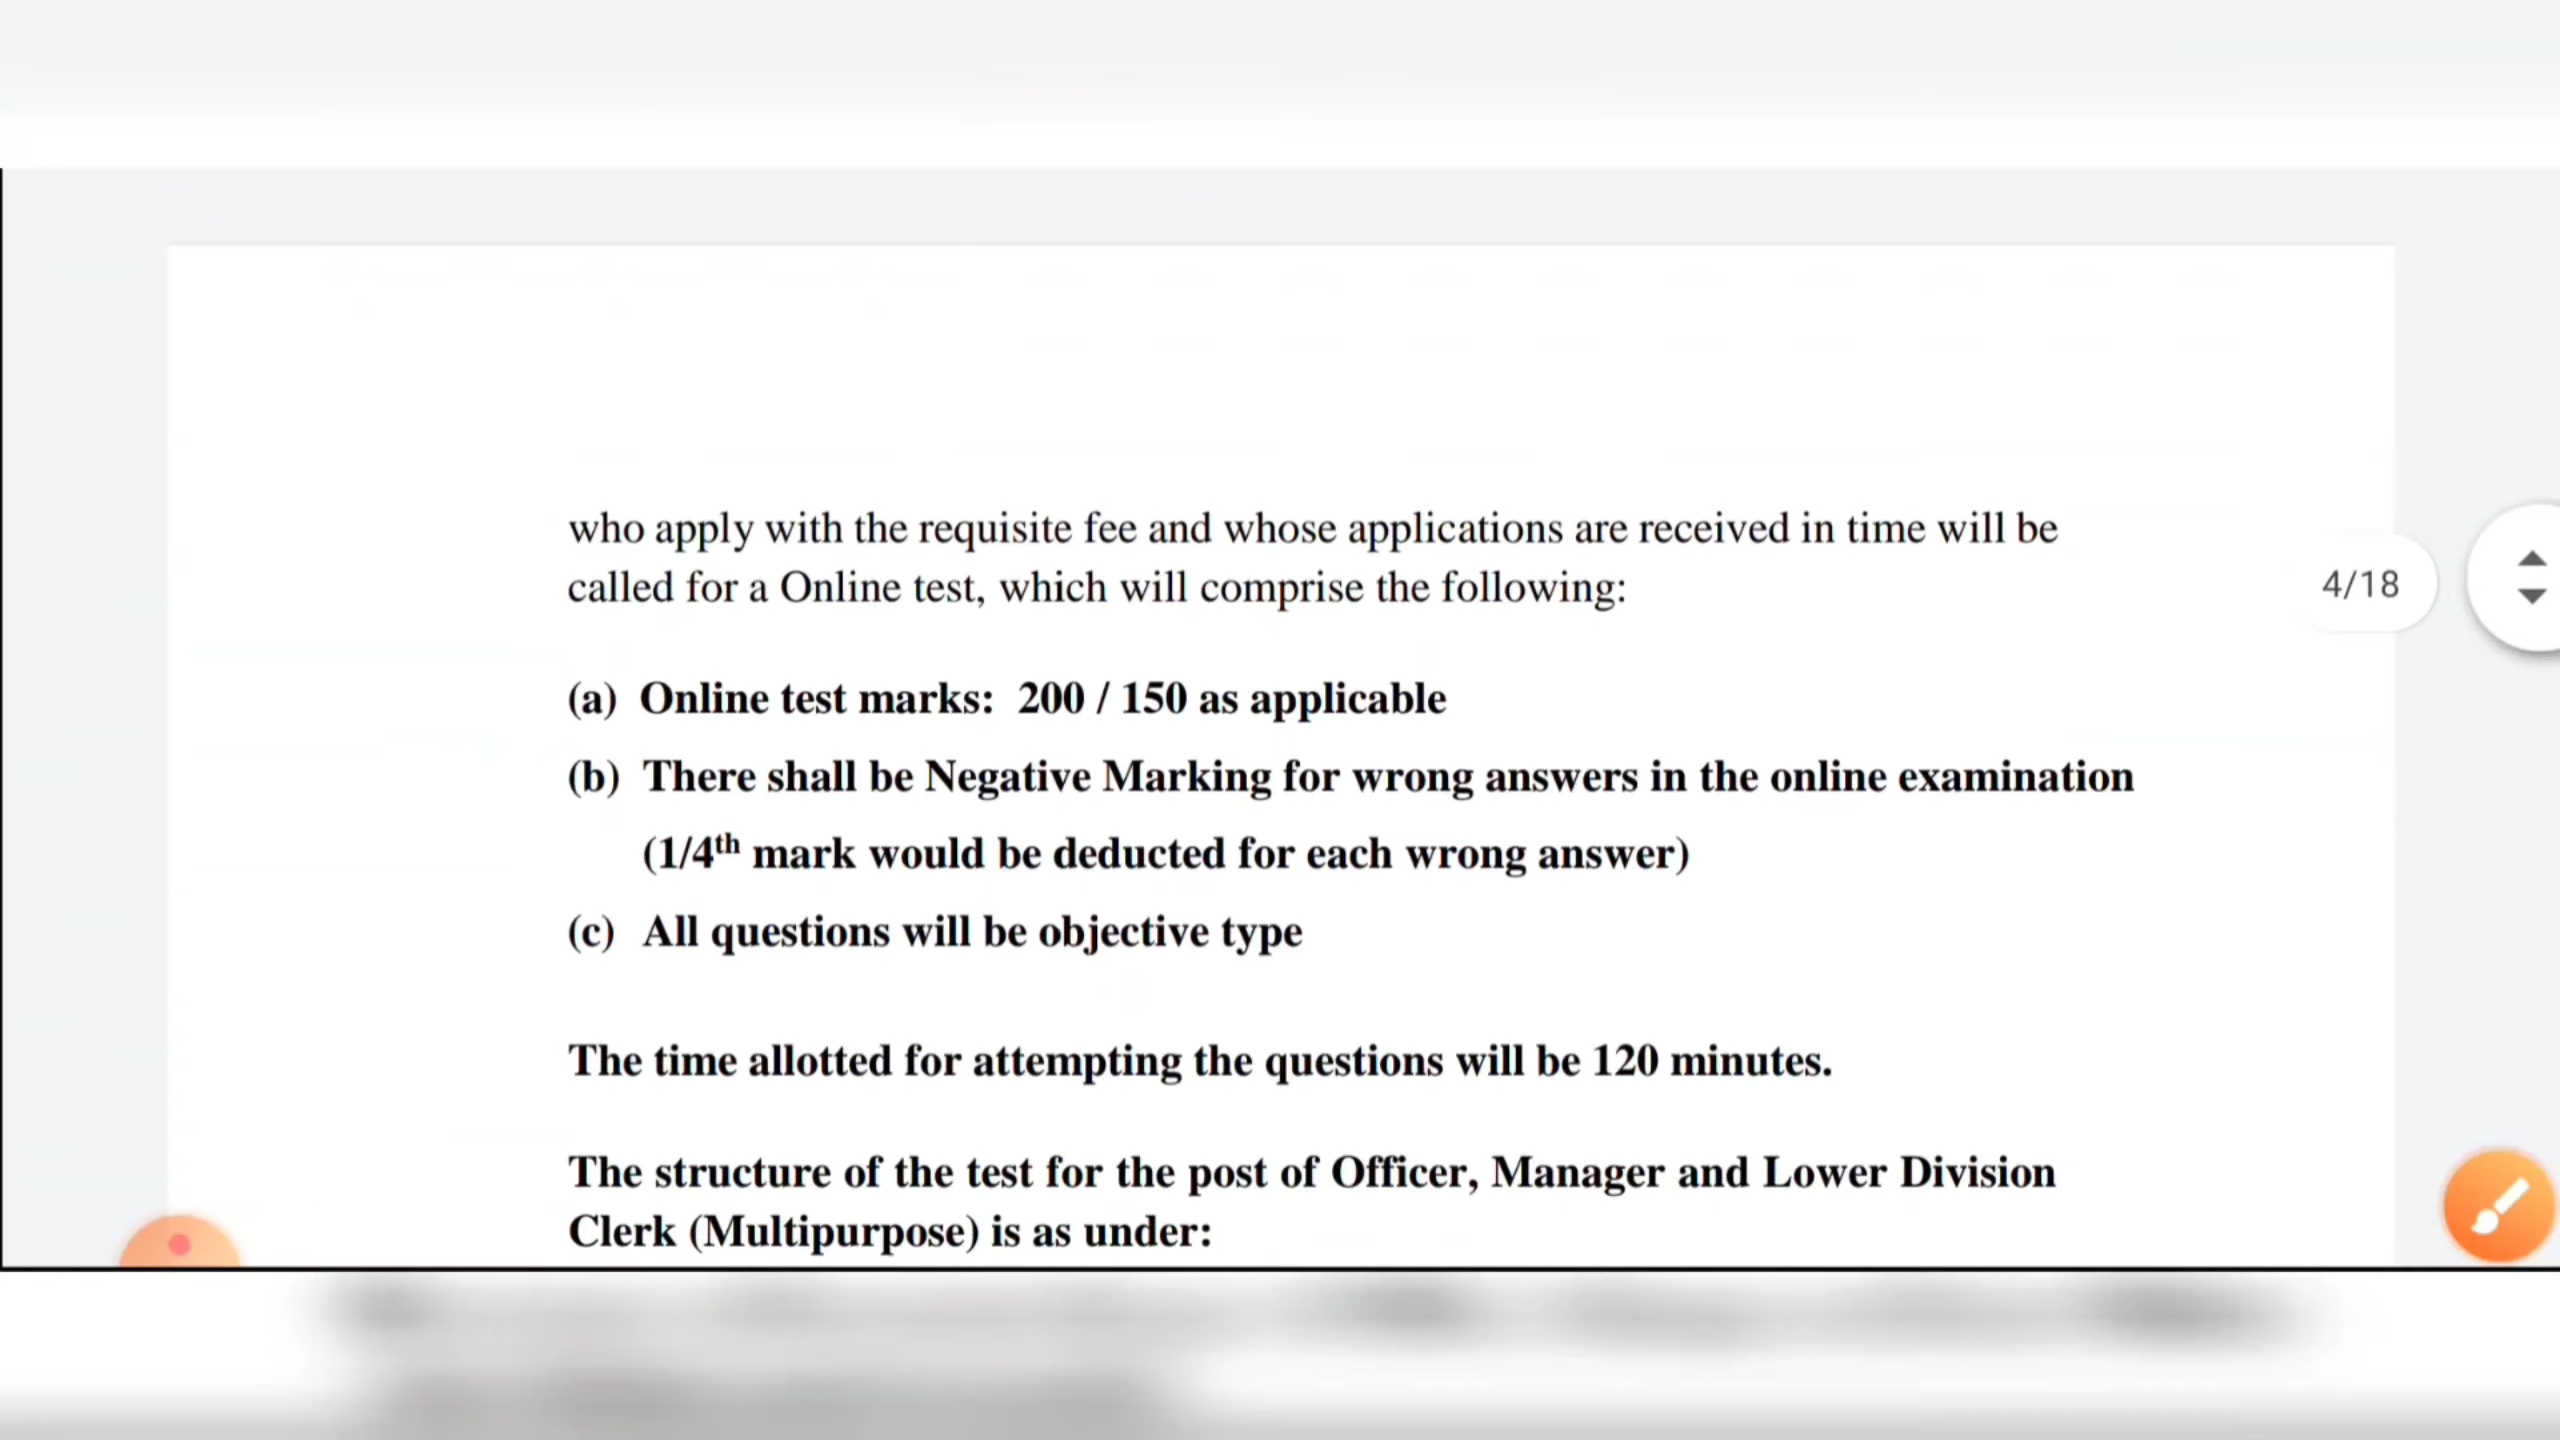 who apply with the requisite fee and whose applications are received in time will be
called for a Online test, which will comprise the following:
4/18
(a) Online test marks: 200 / 150 as applicable
(b) There shall be Negative Marking for wrong answers in the online examination
(1/4th mark would be deducted for each wrong answer)
(c) All questions will be objective type
The time allotted for attempting the questions will be 120 minutes.
The structure of the test for the post of Officer, Manager and Lower Division
Clerk (Multipurpose) is as under: